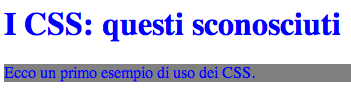 I CSS: questi sconosciuti
Ecco un primo esempio di uso dei CSS.